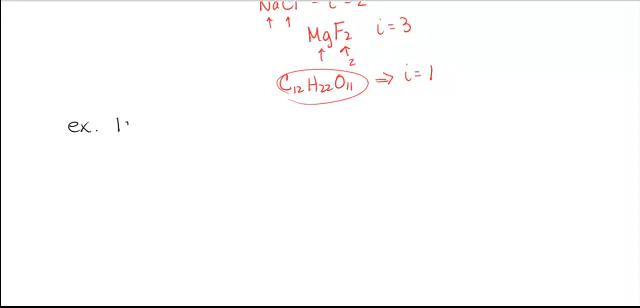 NaCl - i = 2
MgF₂ i = 3
2
C₁₂H₂₂O₁₁ ⇒ i = 1
ex. 1